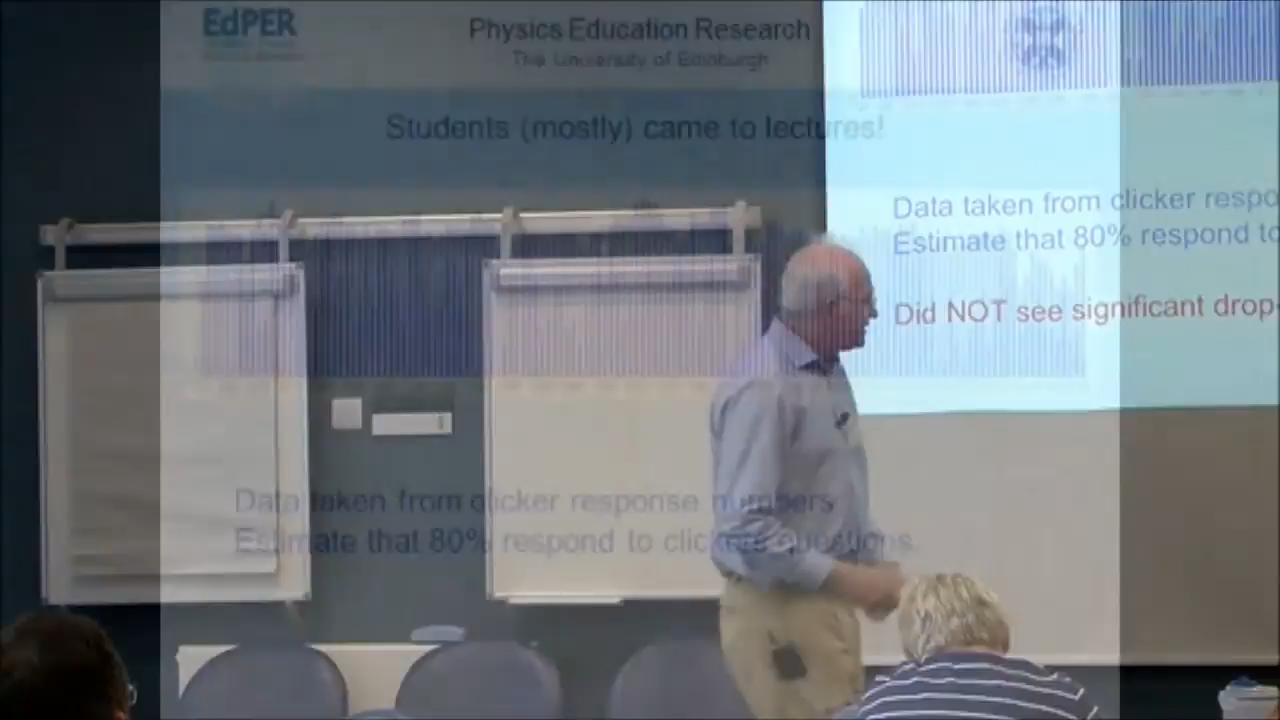 EdPER
Physics Education Research
The University of Edinburgh
Students (mostly) came to lectures!
Data taken from clicker respo
Estimate that 80% respond to
Did NOT see significant drop-
Data taken from clicker response numbers
Estimate that 80% respond to clickers questions.